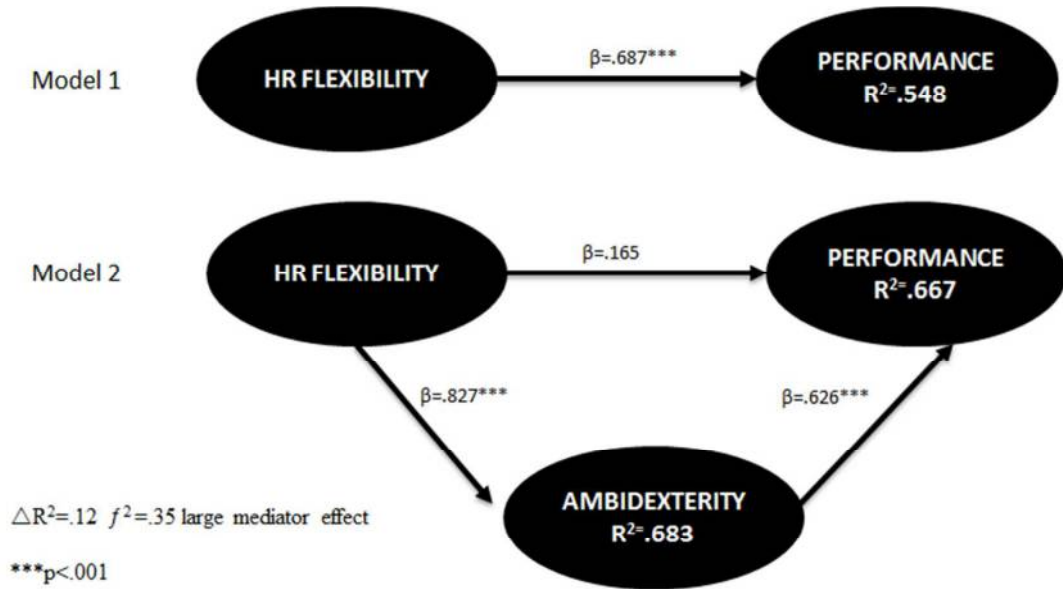 β=.687***
Model 1
HR FLEXIBILITY
PERFORMANCE
R²=.548
Model 2
HR FLEXIBILITY
β=.165
PERFORMANCE
R²=.667
β=.827***
β=.626***
AMBIDEXTERITY
R²=.683
△R²=.12 ƒ²=.35 large mediator effect
***p<.001